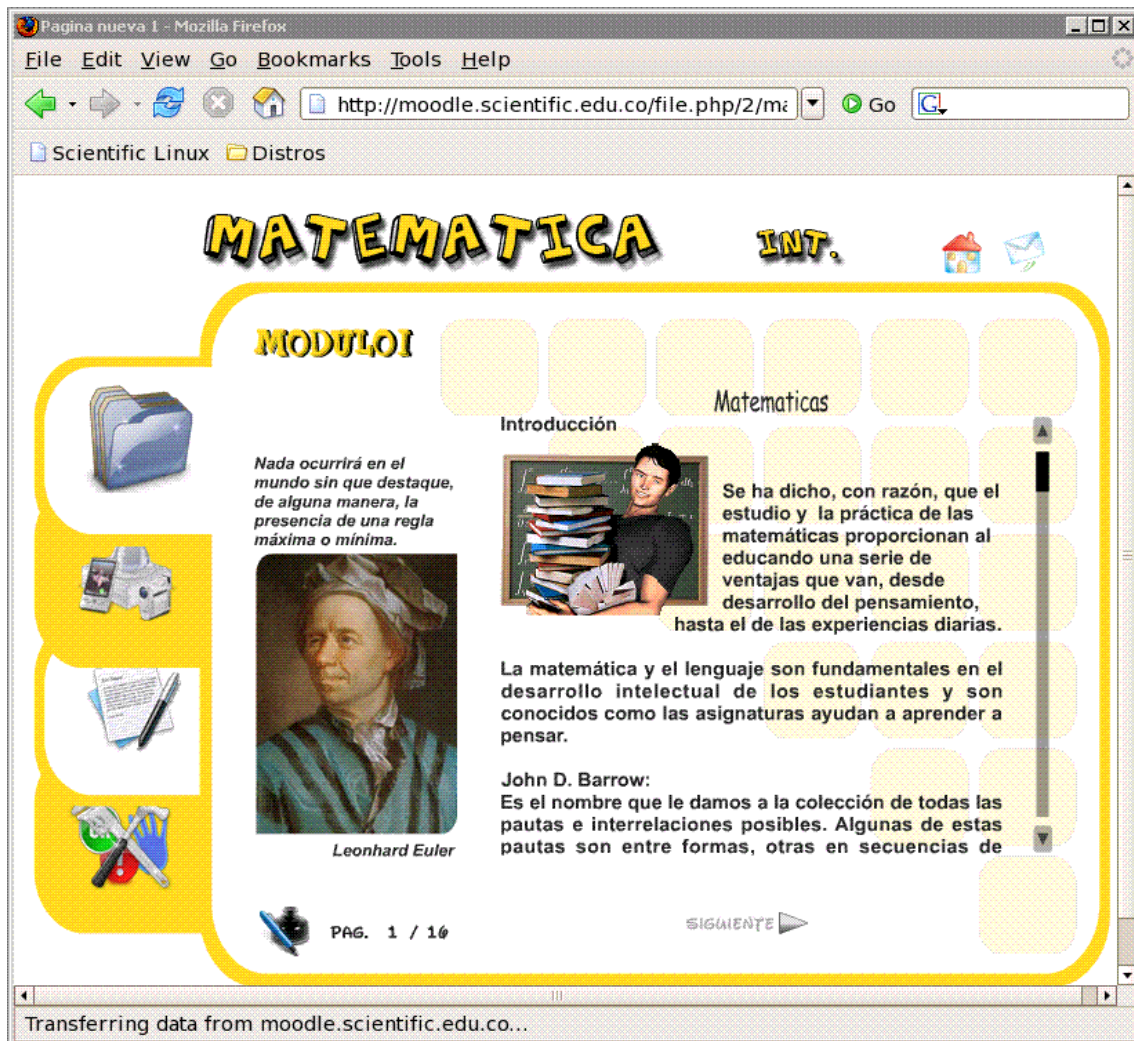 Pagina nueva 1 - Mozilla Firefox
File Edit View Go Bookmarks Tools Help
http://moodle.scientific.edu.co/file.php/2/ma
Go
G
Scientific Linux Distros
MATEMATICA INT.
MODULO I
Matematicas
Introducción
Nada ocurrirá en el
mundo sin que destaque,
de alguna manera, la
presencia de una regla
máxima o mínima.
Leonhard Euler
Se ha dicho, con razón, que el
estudio y la práctica de las
matemáticas proporcionan al
educando una serie de
ventajas que van, desde
desarrollo del pensamiento,
hasta el de las experiencias diarias.
La matemática y el lenguaje son fundamentales en el
desarrollo intelectual de los estudiantes y son
conocidos como las asignaturas ayudan a aprender a
pensar.
John D. Barrow:
Es el nombre que le damos a la colección de todas las
pautas e interrelaciones posibles. Algunas de estas
pautas son entre formas, otras en secuencias de
PAG. 1 / 16
SIGUIENTE
Transferring data from moodle.scientific.edu.co...